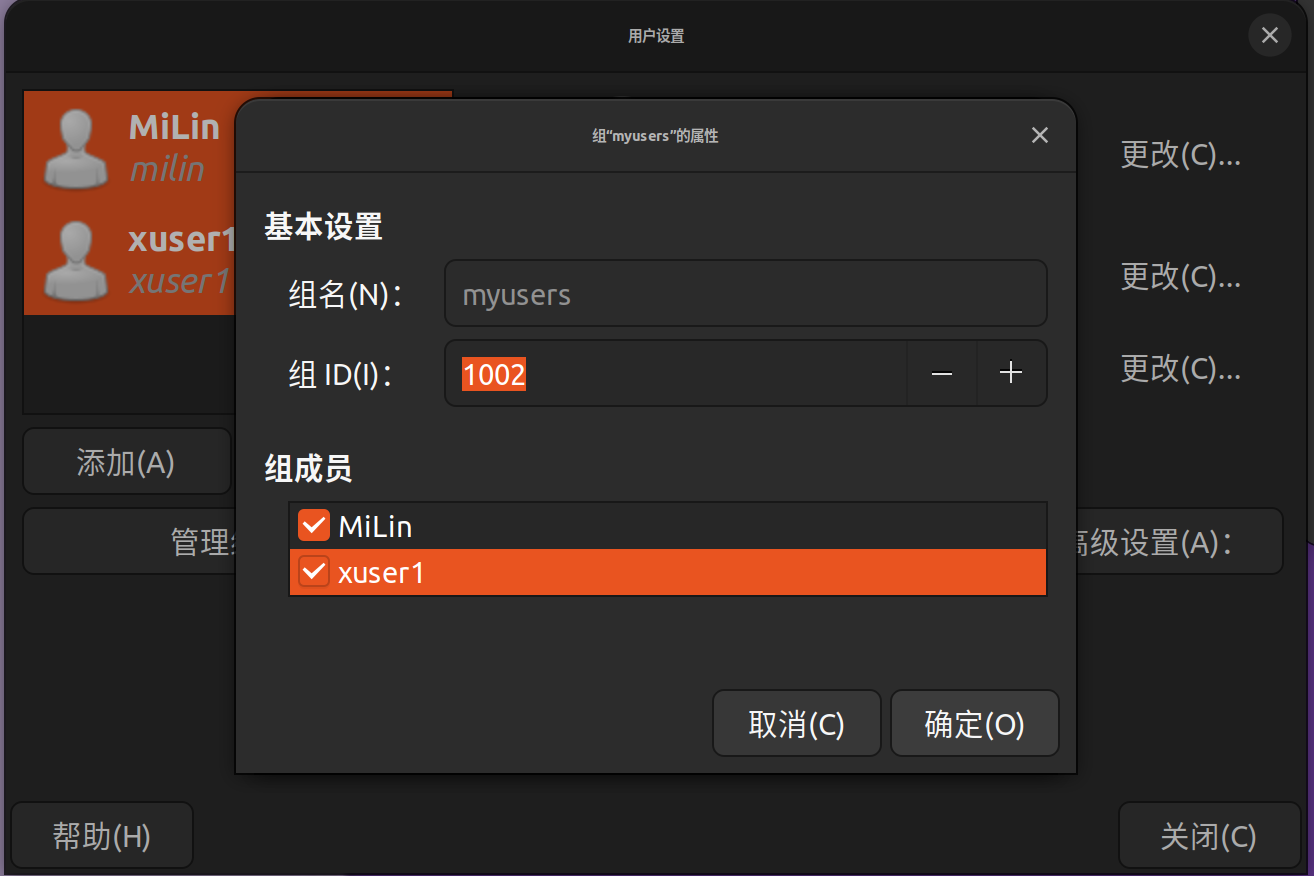 用户设置
MiLin
milin
xuser1
xuser1
更改(C)...
更改(C)...
更改(C)...
添加(A)
高级设置(A)：
组“myusers”的属性
基本设置
组名(N)： myusers
组 ID(I)： 1002
组成员
MiLin
xuser1
取消(C) 确定(O)
帮助(H) 关闭(C)